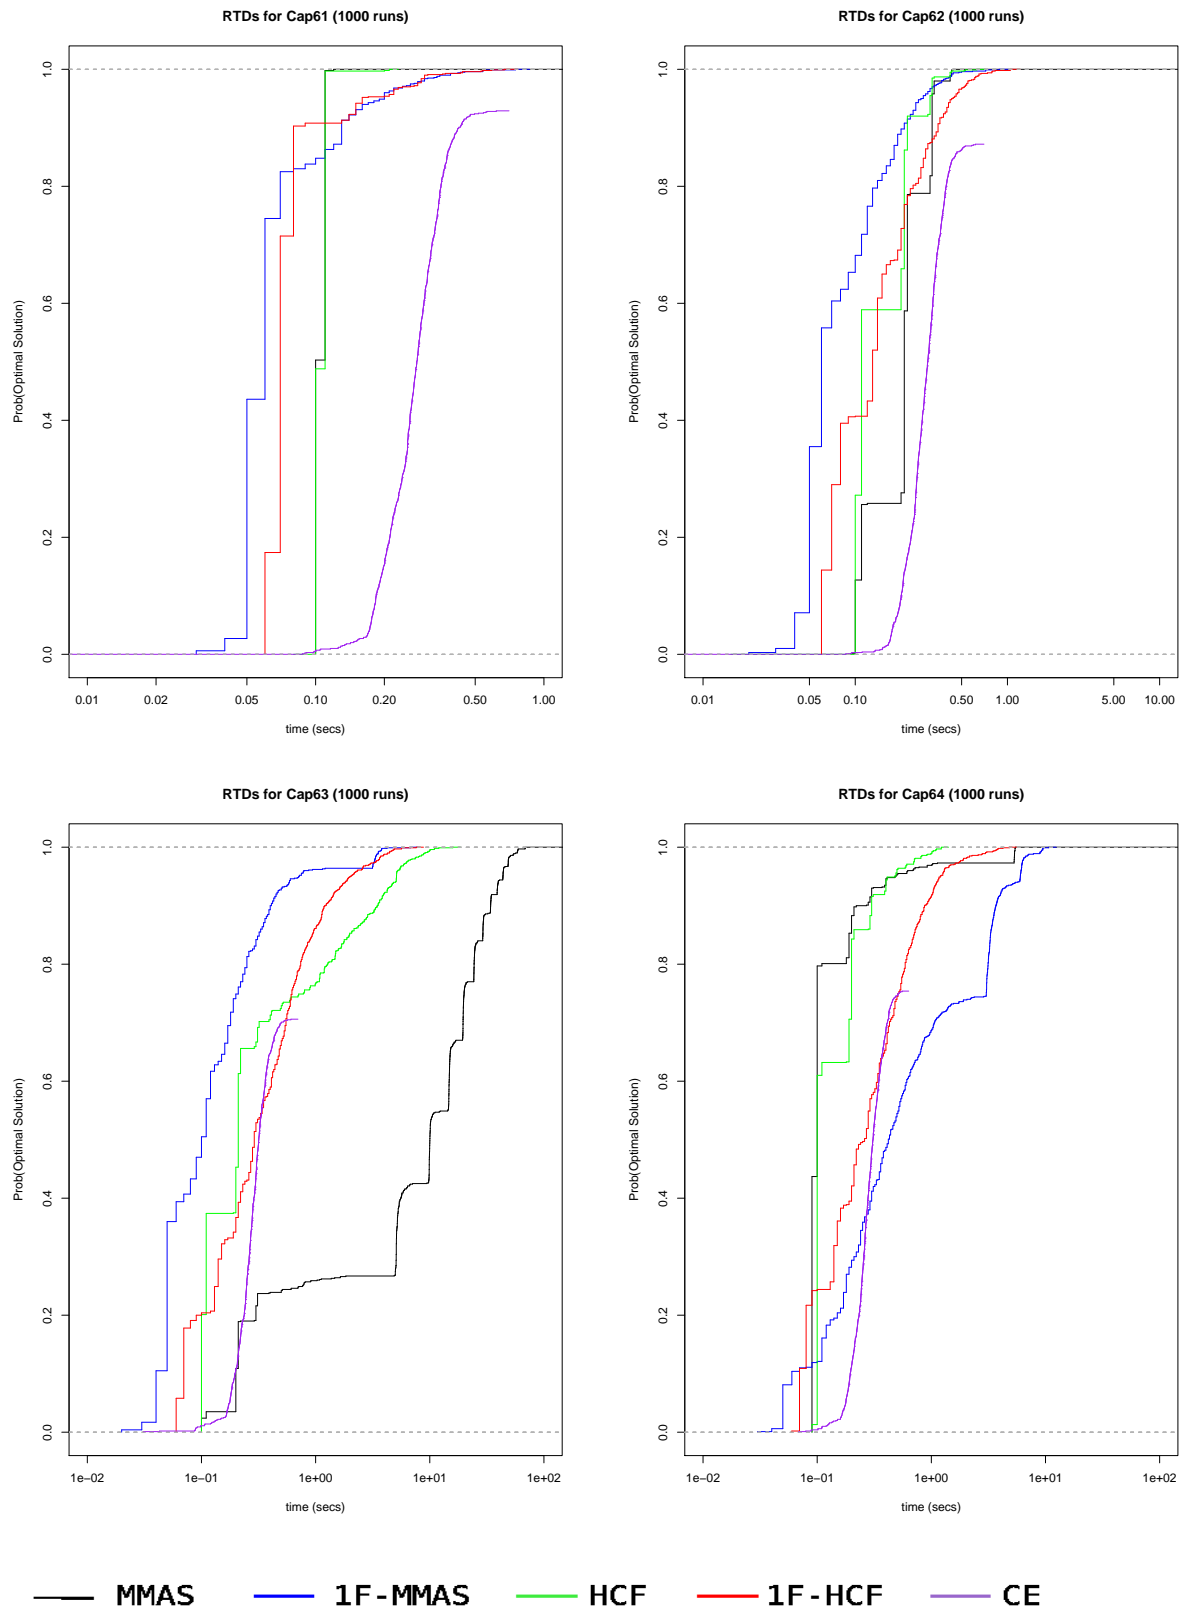 RTDs for Cap61 (1000 runs)
Prob(Optimal Solution)
1.0
0.8
0.6
0.4
0.2
0.0
0.01 0.02 0.05 0.10 0.20 0.50 1.00
time (secs)
RTDs for Cap62 (1000 runs)
Prob(Optimal Solution)
1.0
0.8
0.6
0.4
0.2
0.0
0.01 0.05 0.10 0.50 1.00 5.00 10.00
time (secs)
RTDs for Cap63 (1000 runs)
Prob(Optimal Solution)
1.0
0.8
0.6
0.4
0.2
0.0
1e−02 1e−01 1e+00 1e+01 1e+02
time (secs)
RTDs for Cap64 (1000 runs)
Prob(Optimal Solution)
1.0
0.8
0.6
0.4
0.2
0.0
1e−02 1e−01 1e+00 1e+01 1e+02
time (secs)
MMAS 1F-MMAS HCF 1F-HCF CE